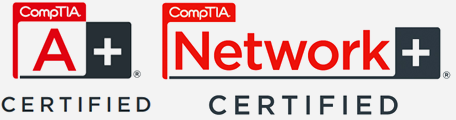 CompTIA.
A+ ®
CERTIFIED
CompTIA.
Network+ ®
CERTIFIED